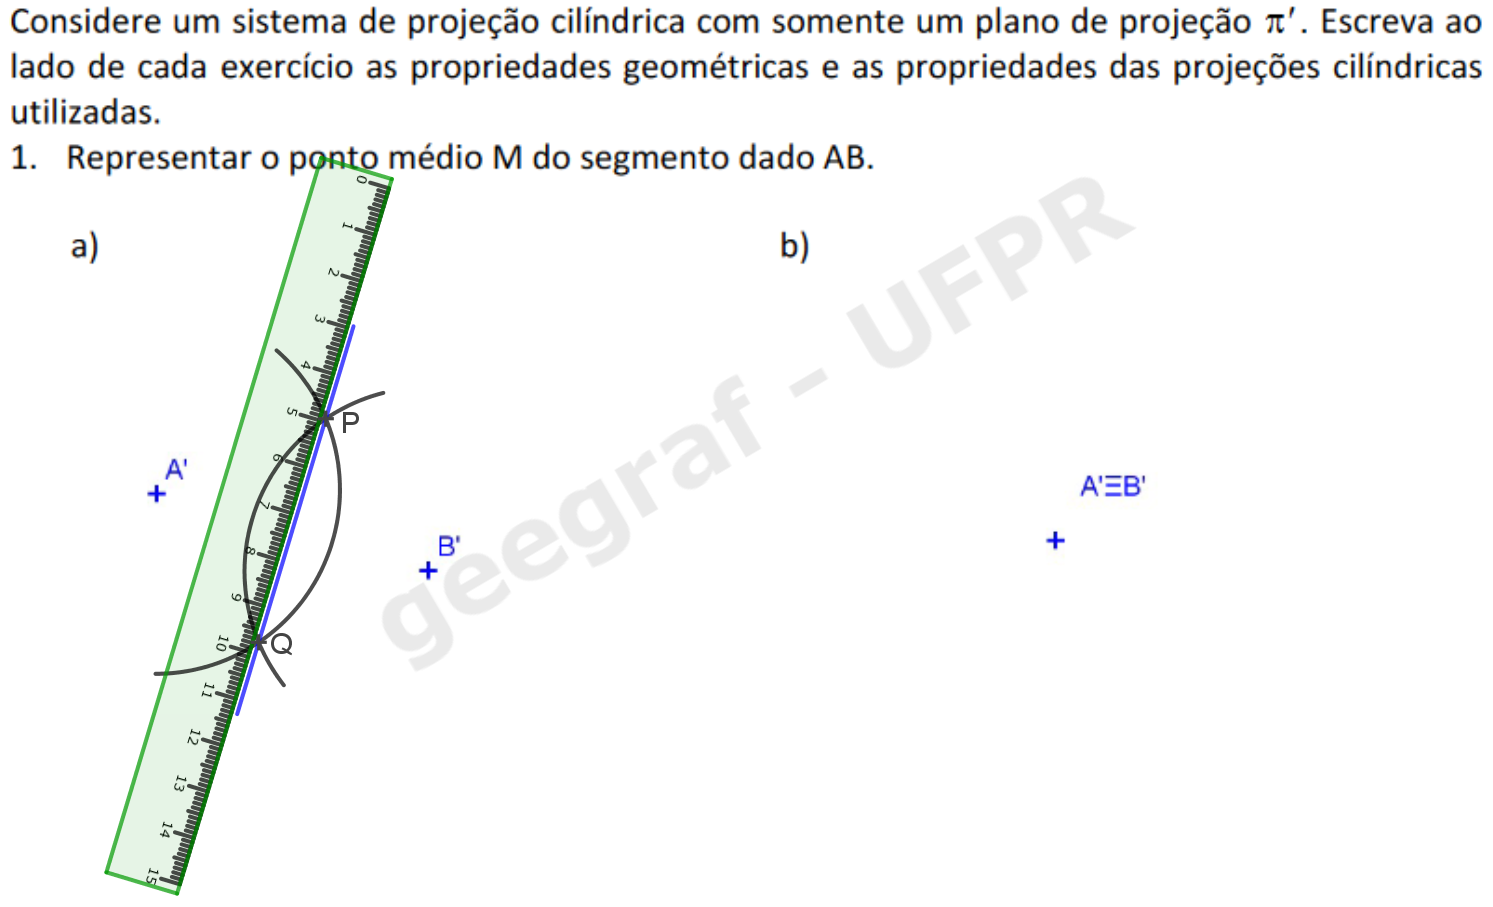 Considere um sistema de projeção cilíndrica com somente um plano de projeção π′. Escreva ao
lado de cada exercício as propriedades geométricas e as propriedades das projeções cilíndricas
utilizadas.
1. Representar o ponto médio M do segmento dado AB.
a)
b)
0
1
2
3
4
5
P
6
A'
7
A'≡B'
8
B'
9
10
Q
11
12
13
14
15
geegraf - UFPR